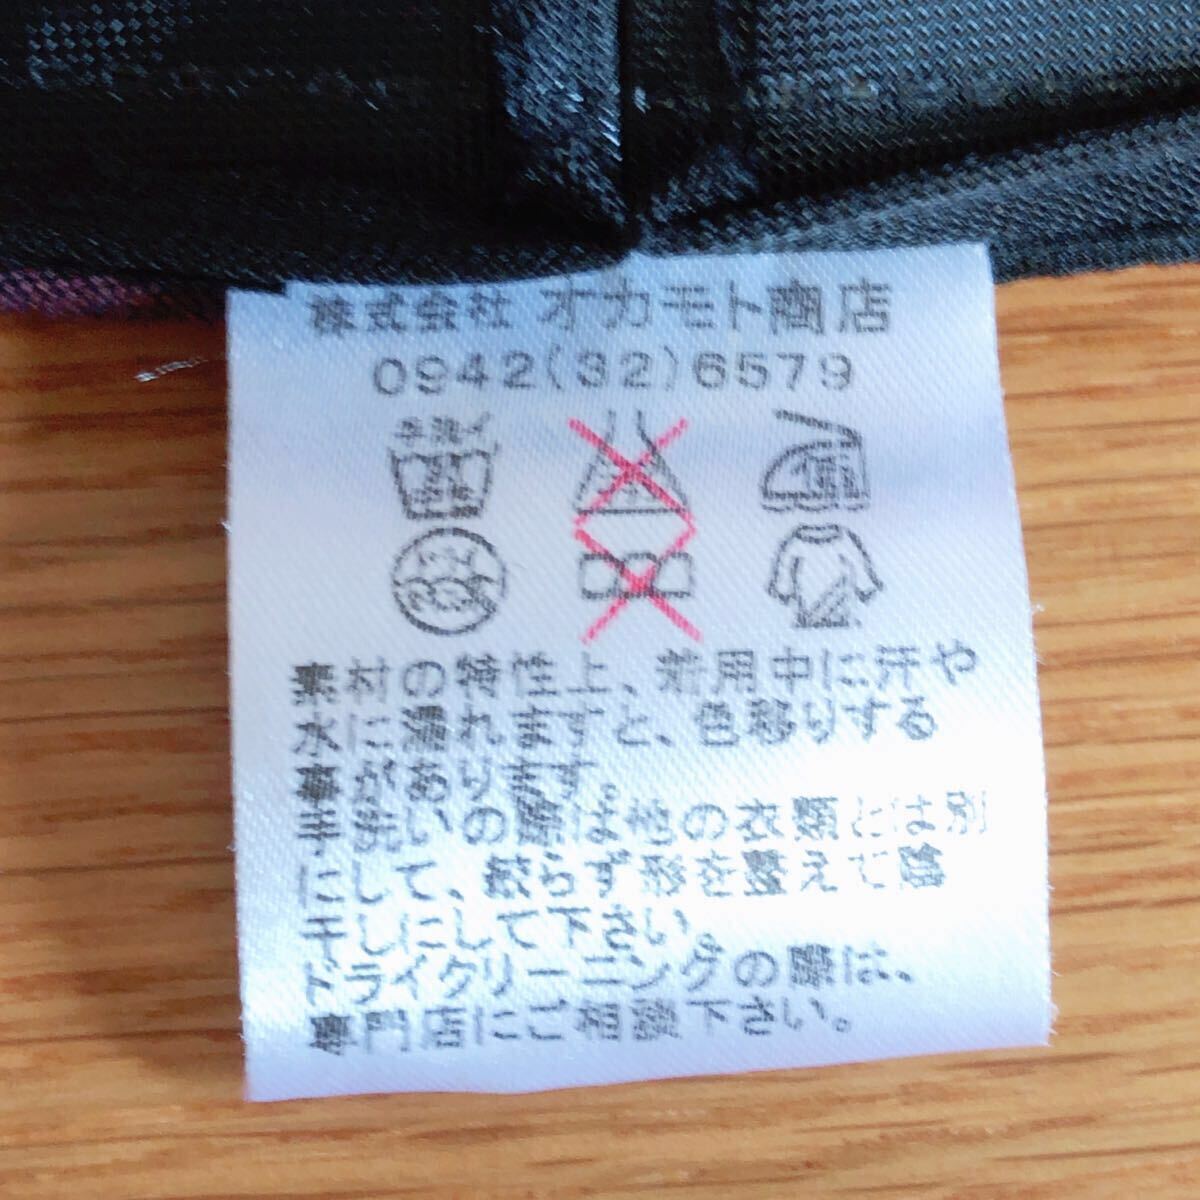 株式会社 オカモト商店
0942(32)6579
手洗イ
素材の特性上、着用中に汗や
水に濡れますと、色移りする
事があります。
手洗いの際は他の衣類とは別
にして、絞らず形を整えて陰
干しにして下さい。
ドライクリーニングの際は、
専門店にご相談下さい。